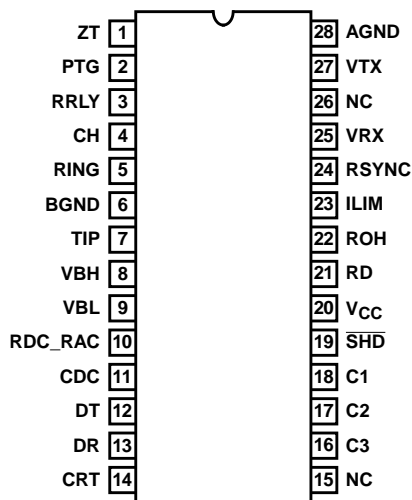 ZT 1 28 AGND
PTG 2 27 VTX
RRLY 3 26 NC
CH 4 25 VRX
RING 5 24 RSYNC
BGND 6 23 ILIM
TIP 7 22 ROH
VBH 8 21 RD
VBL 9 20 VCC
RDC_RAC 10 19 SHD
CDC 11 18 C1
DT 12 17 C2
DR 13 16 C3
CRT 14 15 NC